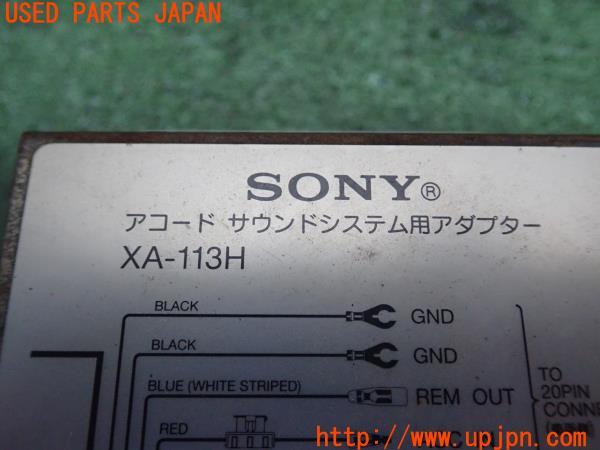 USED PARTS JAPAN
SONY®
アコード サウンドシステム用アダプター
XA-113H
BLACK
GND
BLACK
GND
BLUE (WHITE STRIPED)
REM OUT
RED
TO
20PIN
www.upjpn.com